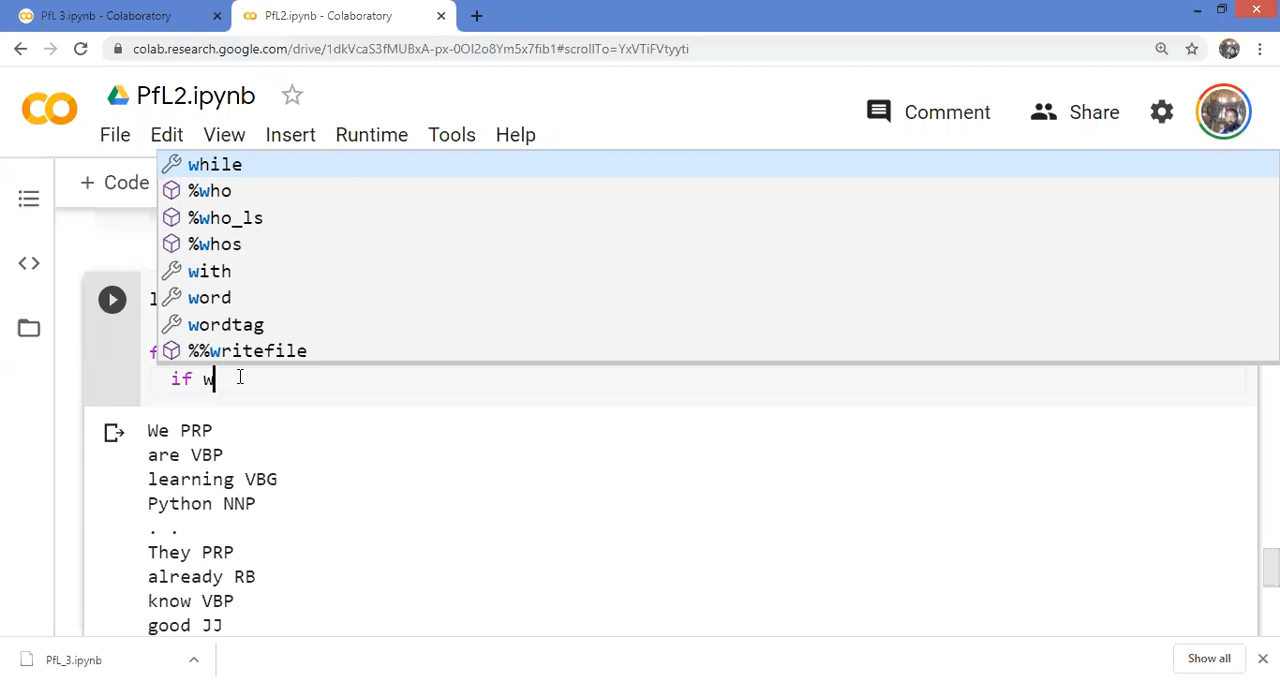 PfL 3.ipynb - Colaboratory
PfL2.ipynb - Colaboratory
colab.research.google.com/drive/1dkVcaS3fMUBxA-px-0Ol2o8Ym5x7fib1#scrollTo=YxVTiFVtyyti
PfL2.ipynb
Comment Share
File Edit View Insert Runtime Tools Help
+ Code
while
%who
%who_ls
%whos
with
word
wordtag
%%writefile
l
f
if w
We PRP
are VBP
learning VBG
Python NNP
. .
They PRP
already RB
know VBP
good JJ
PfL_3.ipynb
Show all